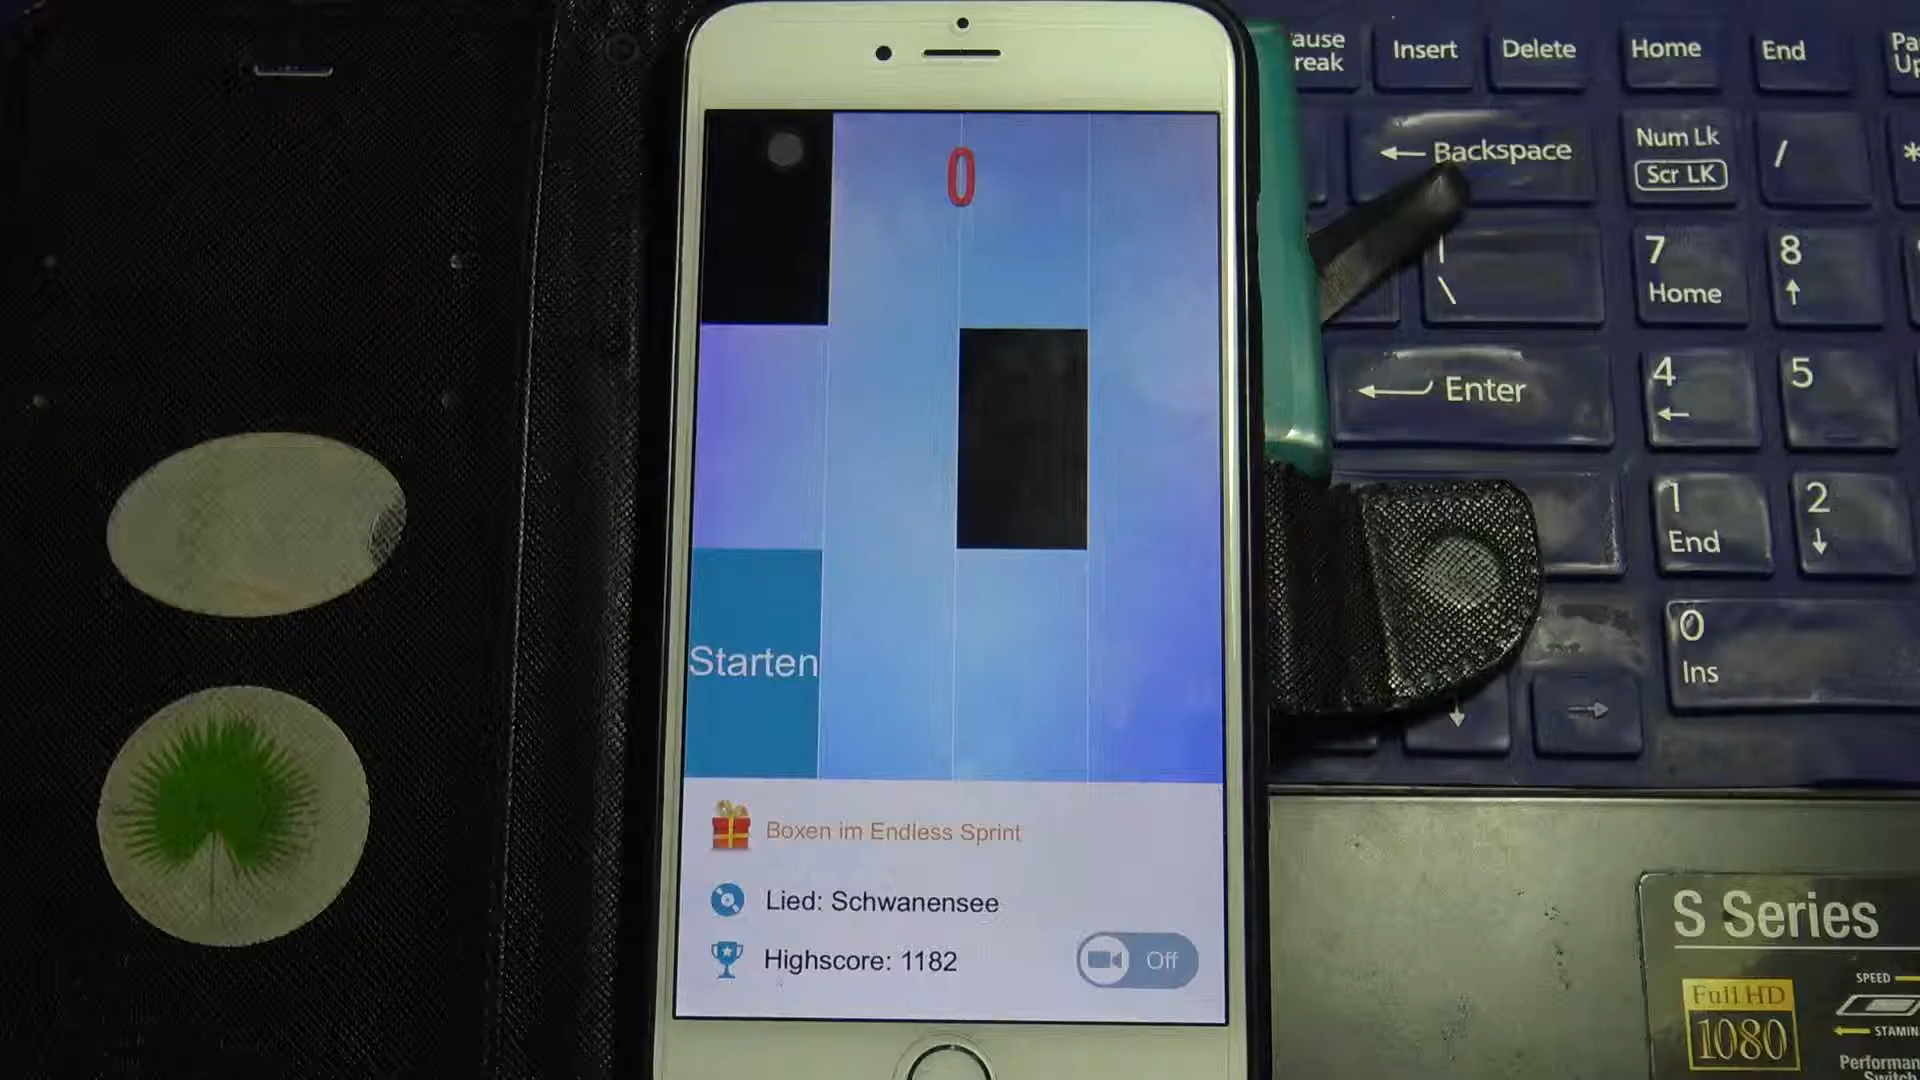 0
Starten
Boxen im Endless Sprint
Lied: Schwanensee
Highscore: 1182
Off
Insert
Delete
Home
End
Backspace
Num Lk
Scr LK
/
*
\
7
Home
8
Enter
4
5
1
End
2
0
Ins
S Series
Full HD
1080
SPEED